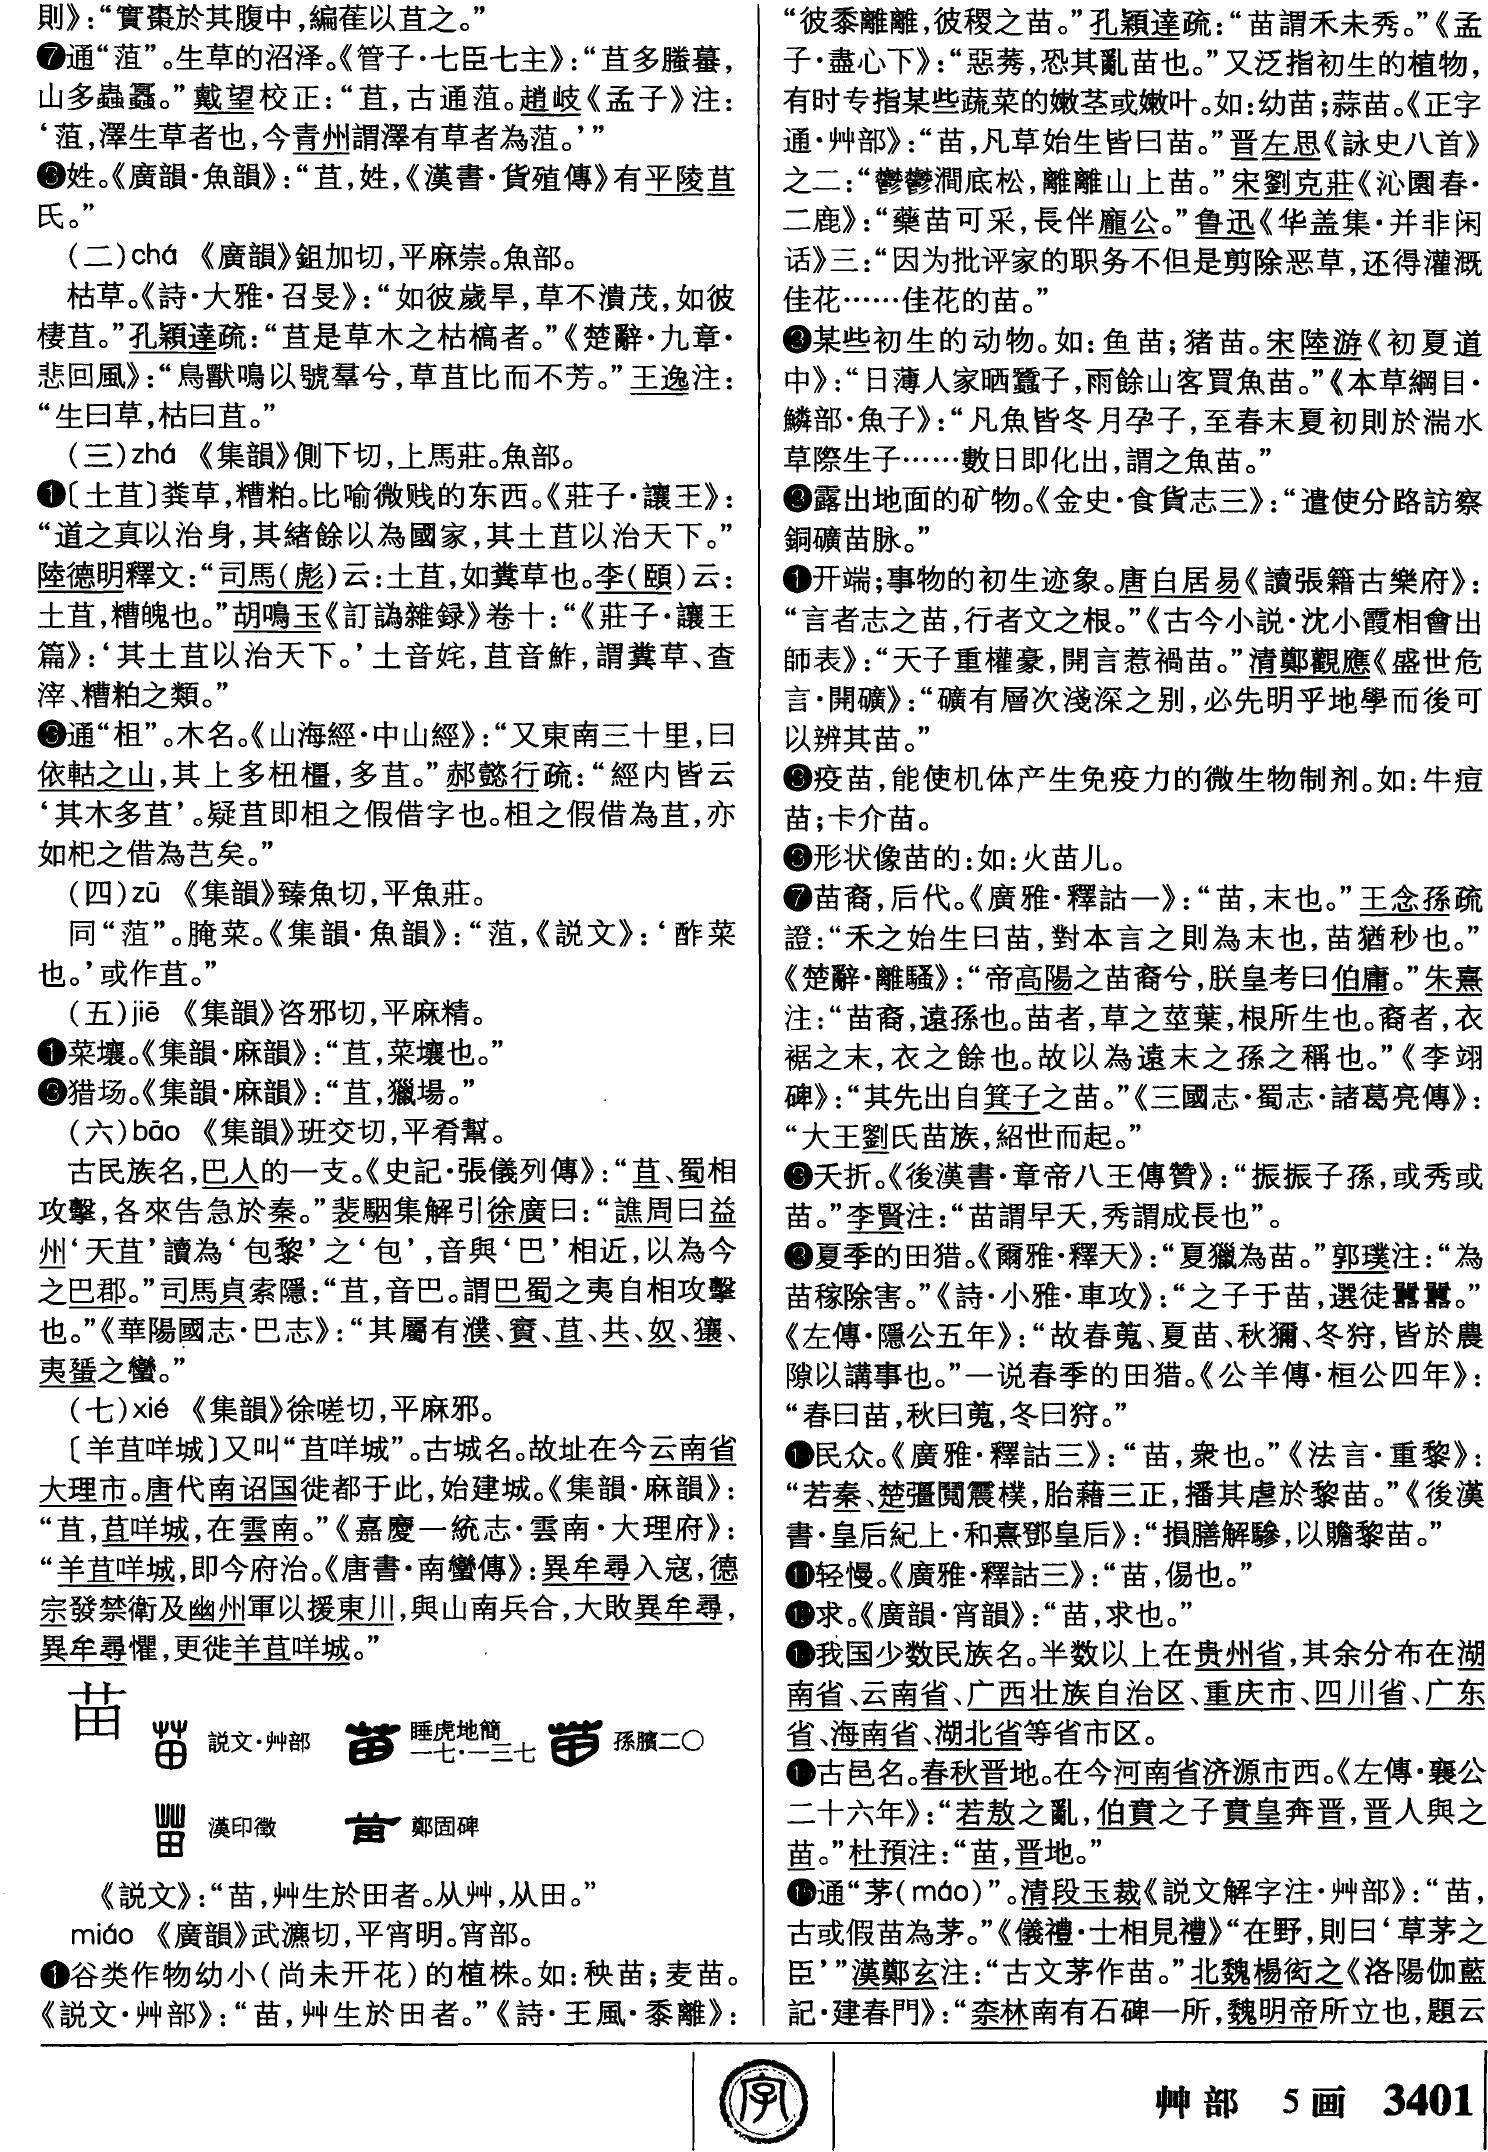 則》：“實棗於其腹中，編萑以苴之。”
❼通“菹”。生草的沼泽。《管子·七臣七主》：“苴多螣蟇，
山多蟲螶。”戴望校正：“苴，古通菹。趙岐《孟子》注：
‘菹，澤生草者也，今青州謂澤有草者為菹。’”
❽姓。《廣韻·魚韻》：“苴，姓，《漢書·貨殖傳》有平陵苴
氏。”
（二）chá 《廣韻》鉏加切，平麻崇。魚部。
枯草。《詩·大雅·召旻》：“如彼歲旱，草不潰茂，如彼
棲苴。”孔穎達疏：“苴是草木之枯槁者。”《楚辭·九章·
悲回風》：“鳥獸鳴以號羣兮，草苴比而不芳。”王逸注：
“生曰草，枯曰苴。”
（三）zhǎ 《集韻》側下切，上馬莊。魚部。
❶〔土苴〕粪草，糟粕。比喻微贱的东西。《莊子·讓王》：
“道之真以治身，其緒餘以為國家，其土苴以治天下。”
陸德明釋文：“司馬（彪）云：土苴，如糞草也。李（頤）云：
土苴，糟魄也。”胡鳴玉《訂譌雜録》卷十：“《莊子·讓王
篇》：‘其土苴以治天下。’土音姹，苴音鮓，謂糞草、查
滓、糟粕之類。”
❷通“柤”。木名。《山海經·中山經》：“又東南三十里，曰
依軲之山，其上多杻橿，多苴。”郝懿行疏：“經内皆云
‘其木多苴’。疑苴即柤之假借字也。柤之假借為苴，亦
如杞之借為芑矣。”
（四）zū 《集韻》臻魚切，平魚莊。
同“菹”。腌菜。《集韻·魚韻》：“菹，《説文》：‘酢菜
也。’或作苴。”
（五）jiē 《集韻》咨邪切，平麻精。
❶菜壤。《集韻·麻韻》：“苴，菜壤也。”
❷猎场。《集韻·麻韻》：“苴，獵場。”
（六）bāo 《集韻》班交切，平肴幫。
古民族名，巴人的一支。《史記·張儀列傳》：“苴、蜀相
攻擊，各來告急於秦。”裴駰集解引徐廣曰：“譙周曰益
州‘天苴’讀為‘包黎’之‘包’，音與‘巴’相近，以為今
之巴郡。”司馬貞索隱：“苴，音巴。謂巴蜀之夷自相攻擊
也。”《華陽國志·巴志》：“其屬有濮、賨、苴、共、奴、獽、
夷蜑之蠻。”
（七）xié 《集韻》徐嗟切，平麻邪。
〔羊苴咩城〕又叫“苴咩城”。古城名。故址在今云南省
大理市。唐代南诏国徙都于此，始建城。《集韻·麻韻》：
“苴，苴咩城，在雲南。”《嘉慶一統志·雲南·大理府》：
“羊苴咩城，即今府治。《唐書·南蠻傳》：異牟尋入寇，德
宗發禁衛及幽州軍以援東川，與山南兵合，大敗異牟尋，
異牟尋懼，更徙羊苴咩城。”
苗
説文·艸部 睡虎地簡一七·一三七 孫臏二〇
漢印徵 鄭固碑
《説文》：“苗，艸生於田者。从艸，从田。”
miáo 《廣韻》武瀌切，平宵明。宵部。
❶谷类作物幼小（尚未开花）的植株。如：秧苗；麦苗。
《説文·艸部》：“苗，艸生於田者。”《詩·王風·黍離》：
“彼黍離離，彼稷之苗。”孔穎達疏：“苗謂禾未秀。”《孟
子·盡心下》：“惡莠，恐其亂苗也。”又泛指初生的植物，
有时专指某些蔬菜的嫩茎或嫩叶。如：幼苗；蒜苗。《正字
通·艸部》：“苗，凡草始生皆曰苗。”晋左思《詠史八首》
之二：“鬱鬱澗底松，離離山上苗。”宋劉克莊《沁園春·
二鹿》：“藥苗可采，長伴龐公。”鲁迅《华盖集·并非闲
话》三：“因为批评家的职务不但是剪除恶草，还得灌溉
佳花……佳花的苗。”
❷某些初生的动物。如：鱼苗；猪苗。宋陸游《初夏道
中》：“日薄人家晒蠶子，雨餘山客買魚苗。”《本草綱目·
鱗部·魚子》：“凡魚皆冬月孕子，至春末夏初則於湍水
草際生子……數日即化出，謂之魚苗。”
❸露出地面的矿物。《金史·食貨志三》：“遣使分路訪察
銅礦苗脉。”
❹开端；事物的初生迹象。唐白居易《讀張籍古樂府》：
“言者志之苗，行者文之根。”《古今小説·沈小霞相會出
師表》：“天子重權豪，開言惹禍苗。”清鄭觀應《盛世危
言·開礦》：“礦有層次淺深之别，必先明乎地學而後可
以辨其苗。”
❺疫苗，能使机体产生免疫力的微生物制剂。如：牛痘
苗；卡介苗。
❻形状像苗的：如：火苗儿。
❼苗裔，后代。《廣雅·釋詁一》：“苗，末也。”王念孫疏
證：“禾之始生曰苗，對本言之則為末也，苗猶秒也。”
《楚辭·離騷》：“帝高陽之苗裔兮，朕皇考曰伯庸。”朱熹
注：“苗裔，遠孫也。苗者，草之莖葉，根所生也。裔者，衣
裾之末，衣之餘也。故以為遠末之孫之稱也。”《李翊
碑》：“其先出自箕子之苗。”《三國志·蜀志·諸葛亮傳》：
“大王劉氏苗族，紹世而起。”
❽夭折。《後漢書·章帝八王傳贊》：“振振子孫，或秀或
苗。”李賢注：“苗謂早夭，秀謂成長也”。
❾夏季的田猎。《爾雅·釋天》：“夏獵為苗。”郭璞注：“為
苗稼除害。”《詩·小雅·車攻》：“之子于苗，選徒囂囂。”
《左傳·隱公五年》：“故春蒐、夏苗、秋獮、冬狩，皆於農
隙以講事也。”一说春季的田猎。《公羊傳·桓公四年》：
“春曰苗，秋曰蒐，冬曰狩。”
❿民众。《廣雅·釋詁三》：“苗，衆也。”《法言·重黎》：
“若秦、楚彊鬩震樸，胎藉三正，播其虐於黎苗。”《後漢
書·皇后紀上·和熹鄧皇后》：“損膳解驂，以贍黎苗。”
⓫轻慢。《廣雅·釋詁三》：“苗，傷也。”
⓬求。《廣韻·宵韻》：“苗，求也。”
⓭我国少数民族名。半数以上在贵州省，其余分布在湖
南省、云南省、广西壮族自治区、重庆市、四川省、广东
省、海南省、湖北省等省市区。
⓮古邑名。春秋晋地。在今河南省济源市西。《左傳·襄公
二十六年》：“若敖之亂，伯賁之子賁皇奔晋，晋人與之
苗。”杜預注：“苗，晋地。”
⓯通“茅（máo）”。清段玉裁《説文解字注·艸部》：“苗，
古或假苗為茅。”《儀禮·士相見禮》“在野，則曰‘草茅之
臣’”漢鄭玄注：“古文茅作苗。”北魏楊衒之《洛陽伽藍
記·建春門》：“柰林南有石碑一所，魏明帝所立也，題云
字
艸部 5画 3401